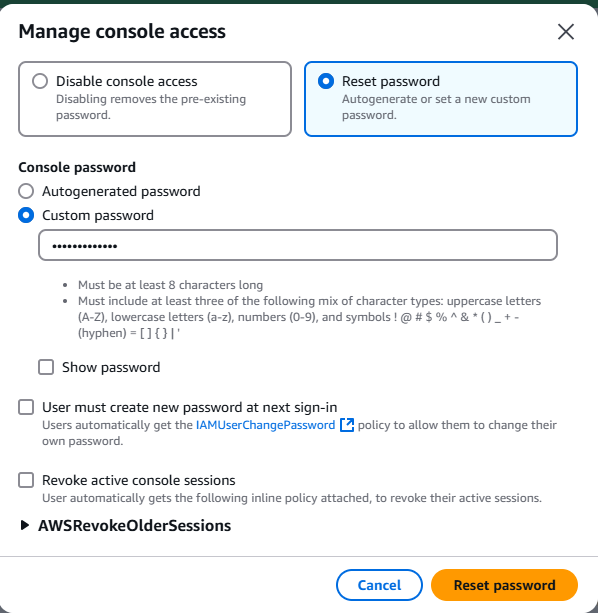 Manage console access
Disable console access
Disabling removes the pre-existing
password.
Reset password
Autogenerate or set a new custom
password.
Console password
Autogenerated password
Custom password
•••••••••••••
• Must be at least 8 characters long
• Must include at least three of the following mix of character types: uppercase letters
(A-Z), lowercase letters (a-z), numbers (0-9), and symbols ! @ # $ % ^ & * ( ) _ + -
(hyphen) = [ ] { } | '
Show password
User must create new password at next sign-in
Users automatically get the IAMUserChangePassword policy to allow them to change their
own password.
Revoke active console sessions
User automatically gets the following inline policy attached, to revoke their active sessions.
AWSRevokeOlderSessions
Cancel
Reset password